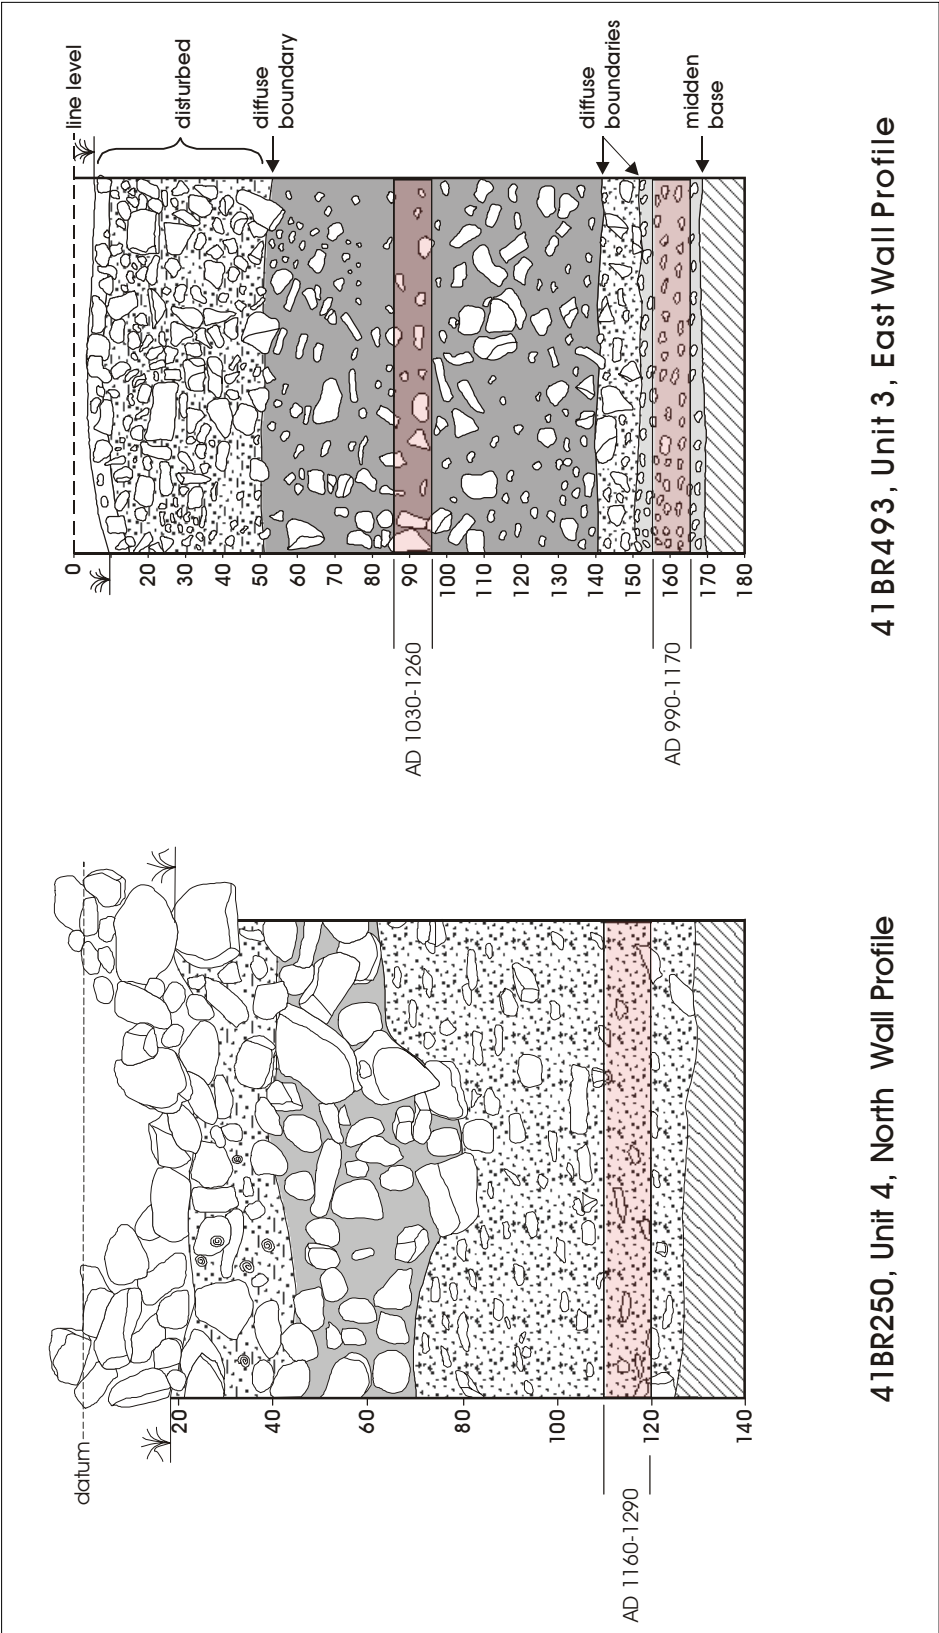 datum
20
40
60
80
100
120
140
AD 1160-1290
41BR250, Unit 4, North Wall Profile
line level
disturbed
diffuse
boundary
diffuse
boundaries
midden
base
0
20
30
40
50
60
70
80
90
100
110
120
130
140
150
160
170
180
AD 1030-1260
AD 990-1170
41BR493, Unit 3, East Wall Profile